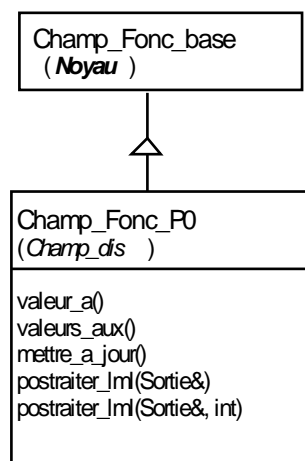 Champ_Fonc_base
(Noyau )
Champ_Fonc_P0
(Champ_dis )
valeur_a()
valeurs_aux()
mettre_a_jour()
postraiter_lml(Sortie&)
postraiter_lml(Sortie&, int)